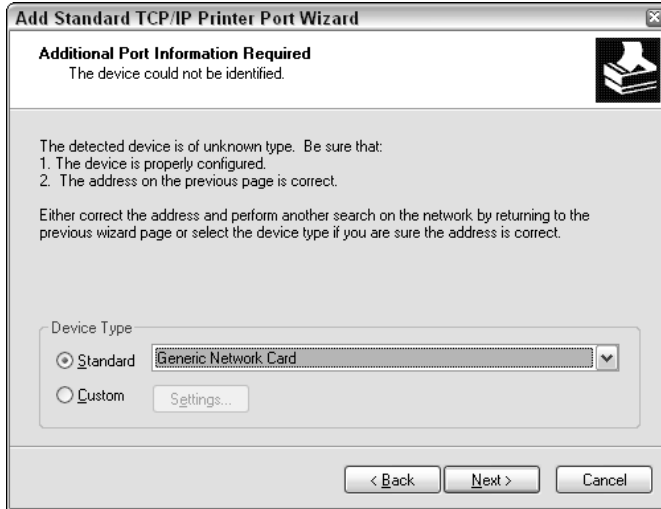 Add Standard TCP/IP Printer Port Wizard
Additional Port Information Required
The device could not be identified.
The detected device is of unknown type. Be sure that:
1. The device is properly configured.
2. The address on the previous page is correct.
Either correct the address and perform another search on the network by returning to the
previous wizard page or select the device type if you are sure the address is correct.
Device Type
Standard
Generic Network Card
Custom
Settings...
< Back
Next >
Cancel